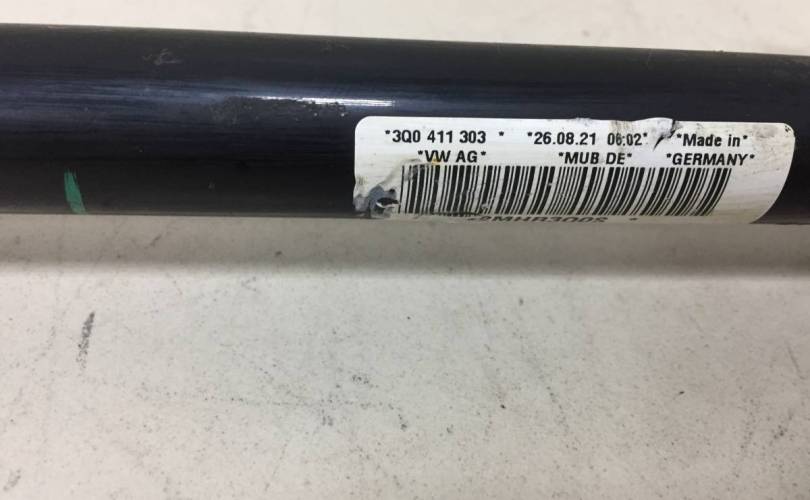 *3Q0 411 303 * *26.08.21 06:02* *Made in*
*VW AG* *MUB DE* *GERMANY*